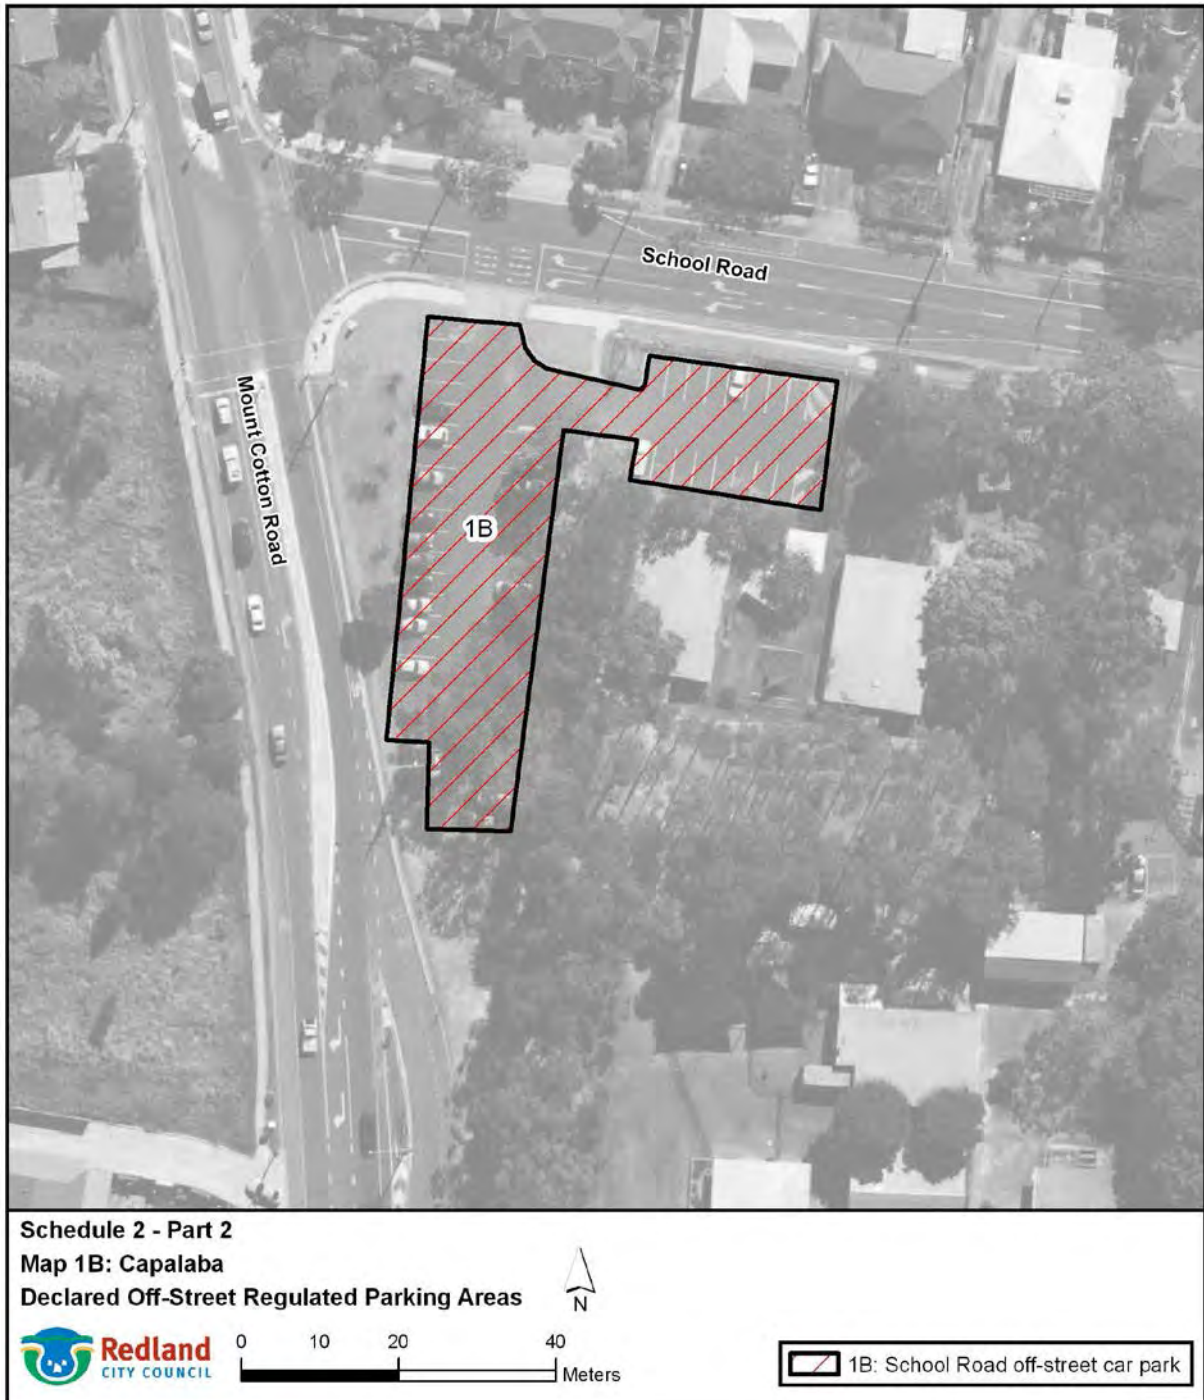 School Road
Mount Cotton Road
1B
Schedule 2 - Part 2
Map 1B: Capalaba
Declared Off-Street Regulated Parking Areas
N
Redland
CITY COUNCIL
0 10 20 40
Meters
1B: School Road off-street car park